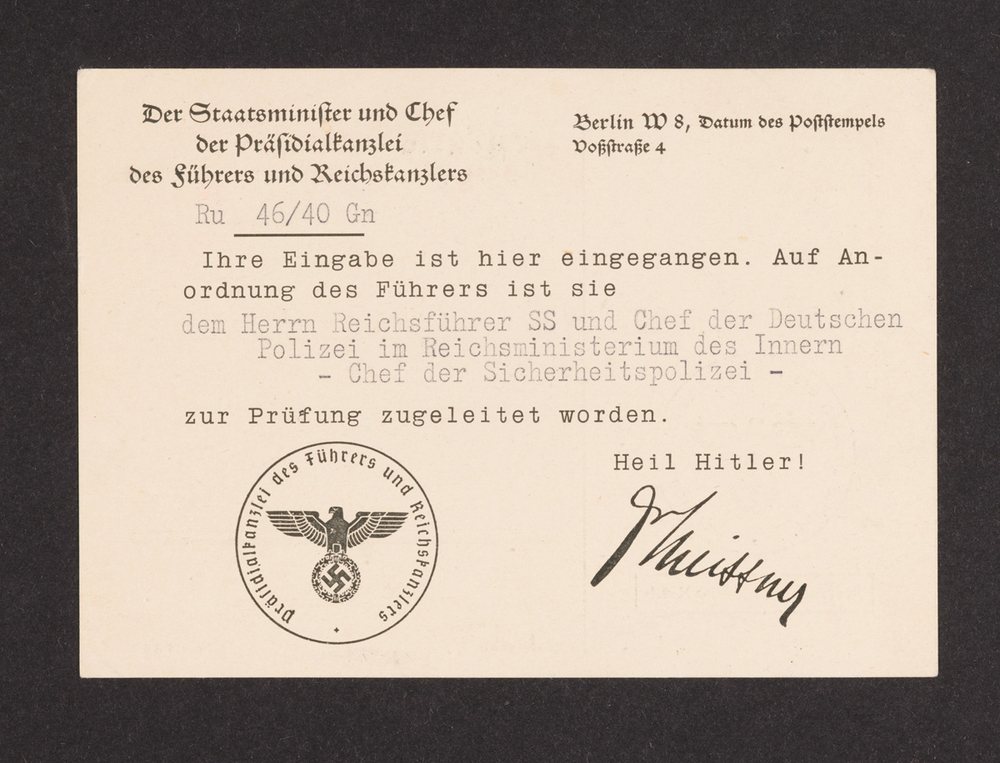 Der Staatsminister und Chef
der Präsidialkanzlei
des Führers und Reichskanzlers
Berlin W 8, Datum des Poststempels
Voßstraße 4
Ru 46/40 Gn
Ihre Eingabe ist hier eingegangen. Auf An-
ordnung des Führers ist sie
dem Herrn Reichsführer SS und Chef der Deutschen
Polizei im Reichsministerium des Innern
- Chef der Sicherheitspolizei -
zur Prüfung zugeleitet worden.
Heil Hitler!
Meissner
Präsidialkanzlei des Führers und Reichskanzlers